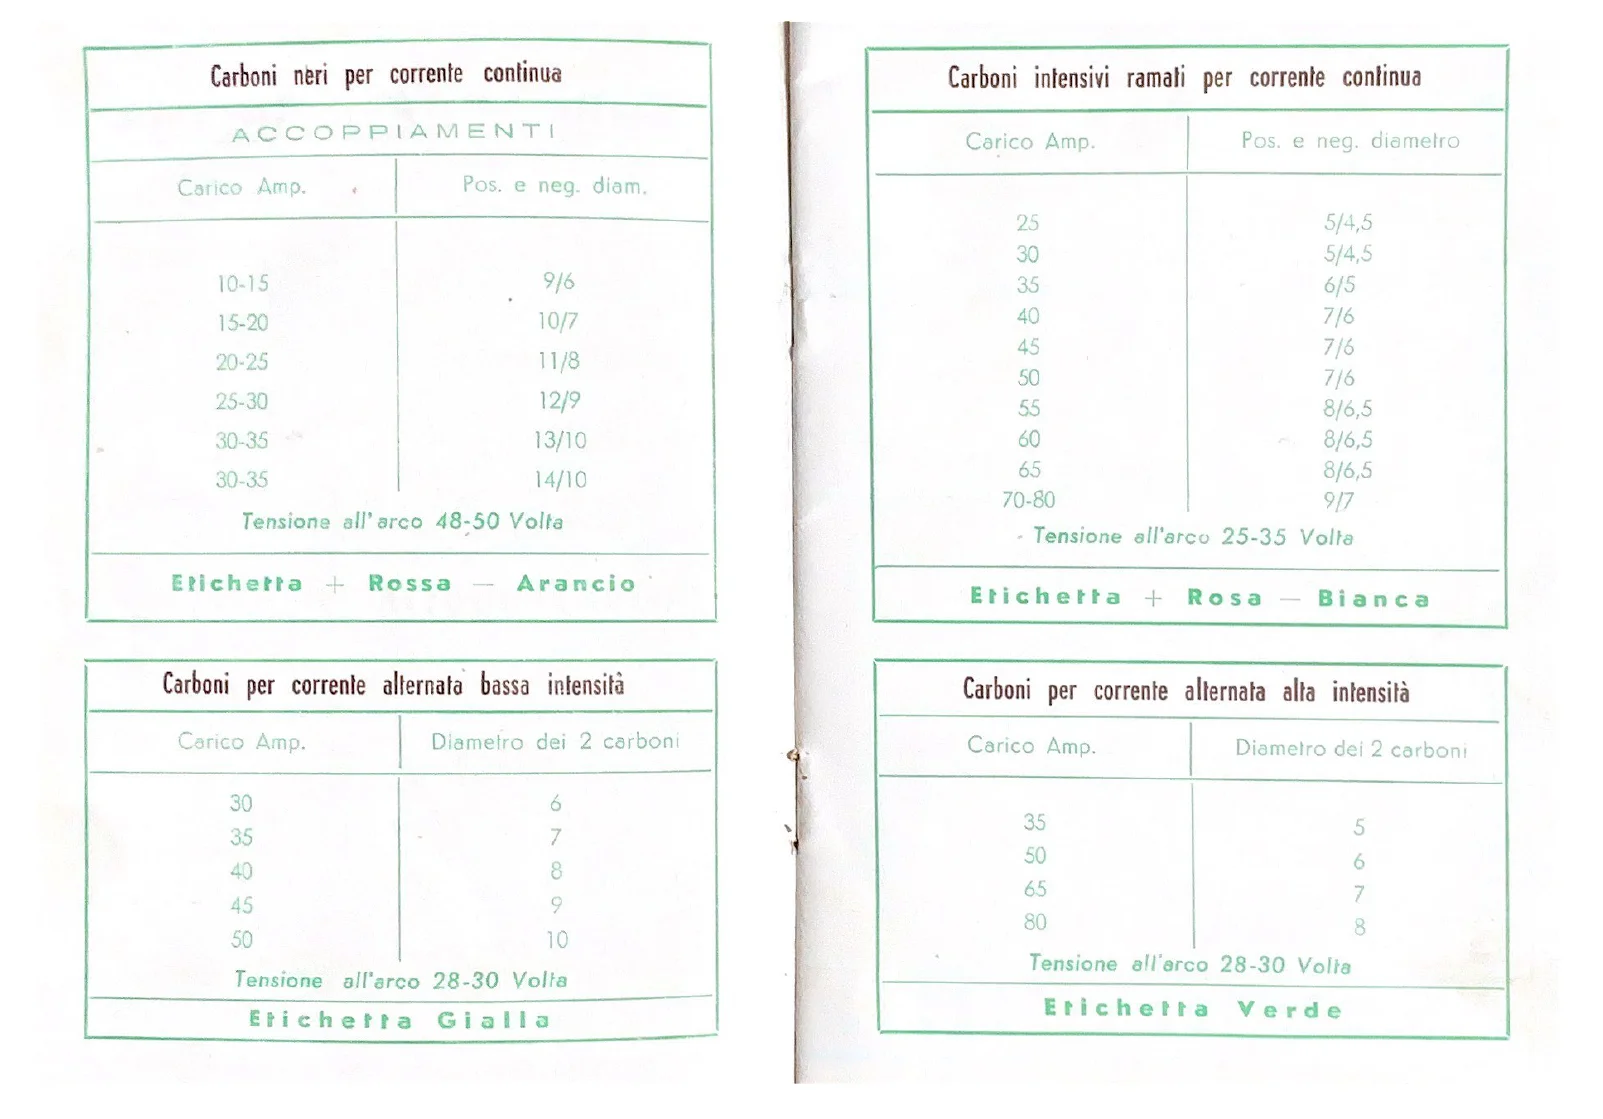 Carboni neri per corrente continua
ACCOPPIAMENTI
Carico Amp. Pos. e neg. diam.
10-15 9/6
15-20 10/7
20-25 11/8
25-30 12/9
30-35 13/10
30-35 14/10
Tensione all'arco 48-50 Volta
Etichetta + Rossa — Arancio
Carboni per corrente alternata bassa intensità
Carico Amp. Diametro dei 2 carboni
30 6
35 7
40 8
45 9
50 10
Tensione all'arco 28-30 Volta
Etichetta Gialla
Carboni intensivi ramati per corrente continua
Carico Amp. Pos. e neg. diametro
25 5/4,5
30 5/4,5
35 6/5
40 7/6
45 7/6
50 7/6
55 8/6,5
60 8/6,5
65 8/6,5
70-80 9/7
Tensione all'arco 25-35 Volta
Etichetta + Rosa — Bianca
Carboni per corrente alternata alta intensità
Carico Amp. Diametro dei 2 carboni
35 5
50 6
65 7
80 8
Tensione all'arco 28-30 Volta
Etichetta Verde